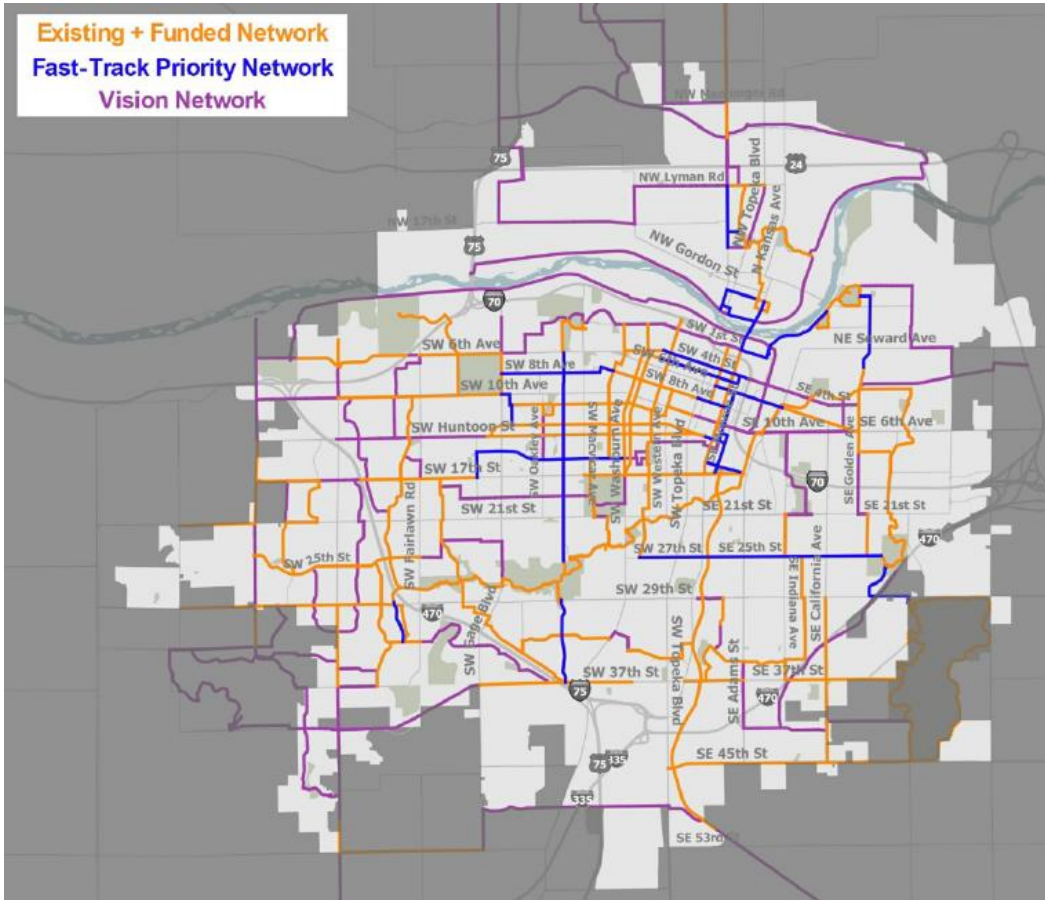 Existing + Funded Network
Fast-Track Priority Network
Vision Network
75
24
NW Topeka Blvd
NW Lyman Rd
N Kansas Ave
NW 17th St
75
NW Gordon St
70
SW 1st St
NE Seward Ave
SW 6th Ave
SW 4th St
SW 8th Ave
SW 8th Ave
SW 10th Ave
SE 4th St
SW Huntoon St
SE 10th Ave
SE 6th Ave
SW Oakley Ave
SW Macvicar Ave
SW Washburn Ave
SW Western Ave
SW Topeka Blvd
SE Golden Ave
SW 17th St
70
SW Fairlawn Rd
SW 21st St
SE 21st St
SE 21st St
470
SW 25th St
SW 27th St
SE 25th St
SE Indiana Ave
SE California Ave
SW 29th St
470
SW Gage Blvd
SW Topeka Blvd
SE Adams St
SW 37th St
SE 37th St
75
470
SE 45th St
75
335
335
SE 53rd